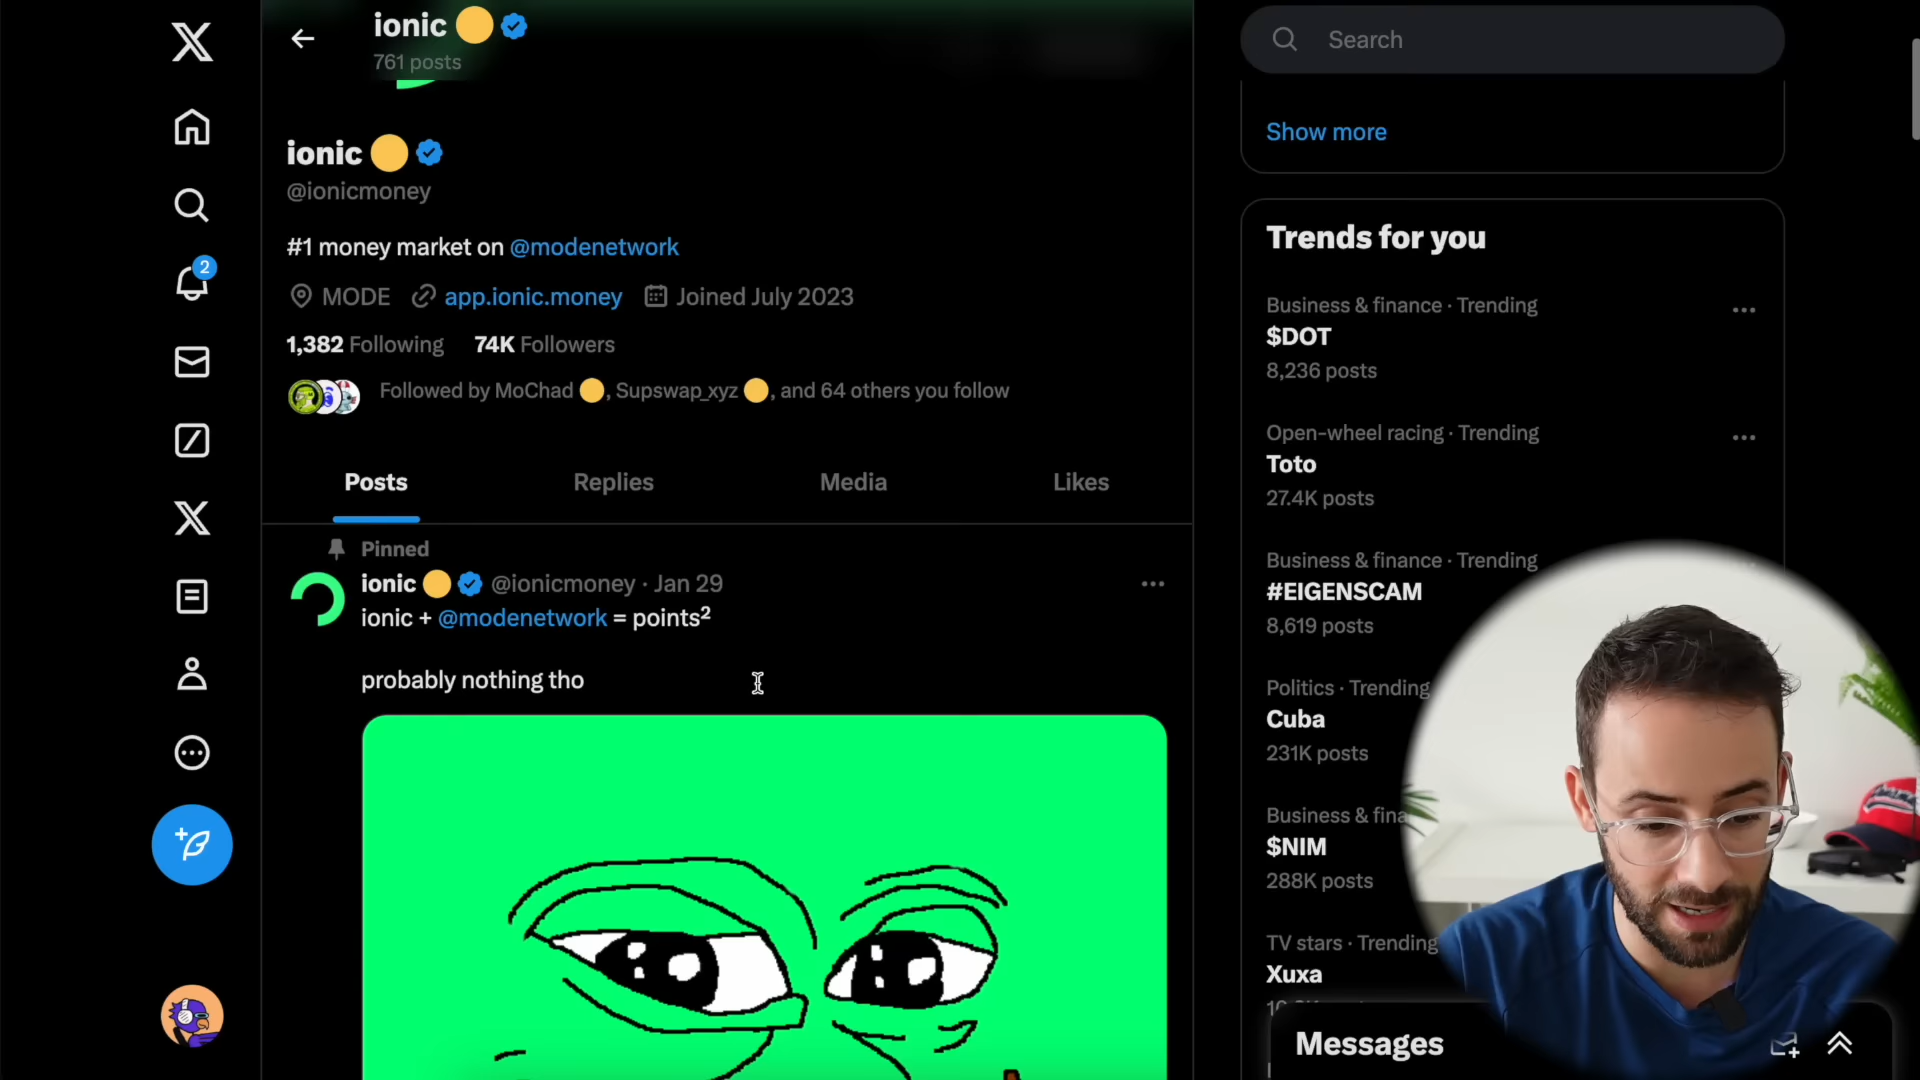 ionic
761 posts
Search
Show more
ionic
@ionicmoney
#1 money market on @modenetwork
MODE app.ionic.money Joined July 2023
1,382 Following 74K Followers
Followed by MoChad , Supswap_xyz , and 64 others you follow
Posts Replies Media Likes
Pinned
ionic @ionicmoney · Jan 29
ionic + @modenetwork = points²
probably nothing tho
2
Trends for you
Business & finance · Trending
$DOT
8,236 posts
Open-wheel racing · Trending
Toto
27.4K posts
Business & finance · Trending
#EIGENSCAM
8,619 posts
Politics · Trending
Cuba
231K posts
Business & fina
$NIM
288K posts
TV stars · Trending
Xuxa
Messages